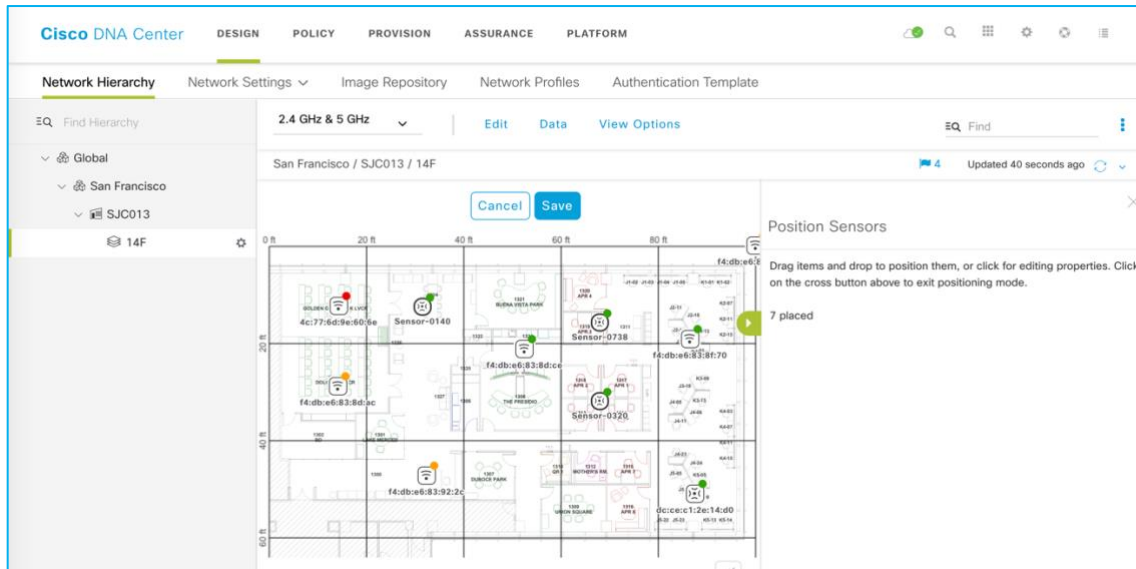 Cisco DNA Center DESIGN POLICY PROVISION ASSURANCE PLATFORM
Network Hierarchy Network Settings Image Repository Network Profiles Authentication Template
Find Hierarchy
Global
San Francisco
SJC013
14F
2.4 GHz & 5 GHz Edit Data View Options Find
San Francisco / SJC013 / 14F 4 Updated 40 seconds ago
Cancel Save
0 ft 20 ft 40 ft 60 ft 80 ft
f4:db:e6:8
4c:77:6d:9e:60:6e Sensor-0140
BUENA VISTA PARK
Sensor-0738
20 ft
f4:db:e6:83:8d:ce
f4:db:e6:83:8f:70
f4:db:e6:83:8d:ac
THE PRESIDIO
Sensor-0320
40 ft
LAKE MERCED
f4:db:e6:83:92:2c
DUBOCE PARK
MOTHER'S RM.
UNION SQUARE
dc:ce:c1:2e:14:d0
60 ft
Position Sensors
Drag items and drop to position them, or click for editing properties. Click
on the cross button above to exit positioning mode.
7 placed